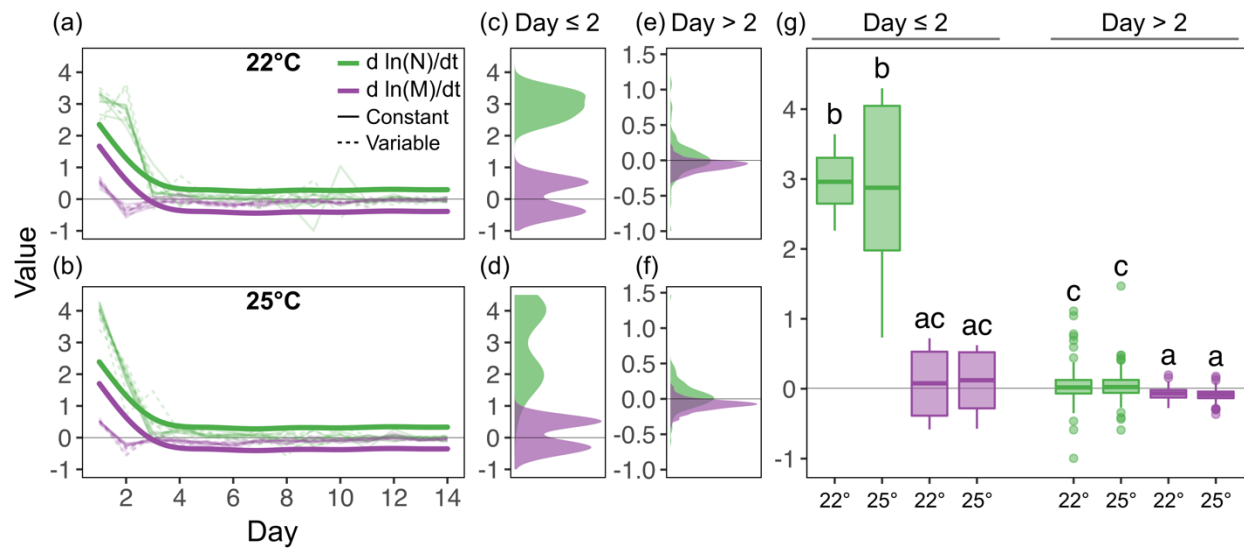 (a)
22°C
d ln(N)/dt
d ln(M)/dt
Constant
Variable
4
3
2
1
0
-1
(b)
25°C
4
3
2
1
0
-1
2 4 6 8 10 12 14
Value
Day
(c) Day ≤ 2
4
3
2
1
0
-1
(d)
4
3
2
1
0
-1
(e) Day > 2
1.5
1.0
0.5
0.0
-0.5
-1.0
(f)
1.5
1.0
0.5
0.0
-0.5
-1.0
(g) Day ≤ 2 Day > 2
4
3
2
1
0
-1
b b ac ac c c a a
22° 25° 22° 25° 22° 25° 22° 25°